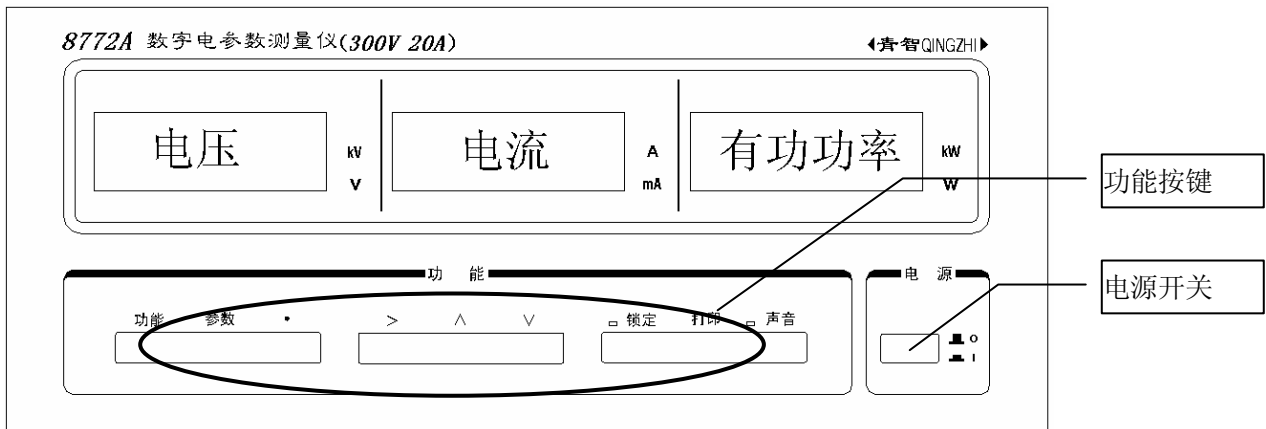 8772A 数字电参数测量仪(300V 20A)
青智QINGZHI
电压
kV
V
电流
A
mA
有功功率
kW
W
功能按键
功 能
电 源
电源开关
功能 参数 · > ∧ ∨ 锁定 打印 声音
O
I